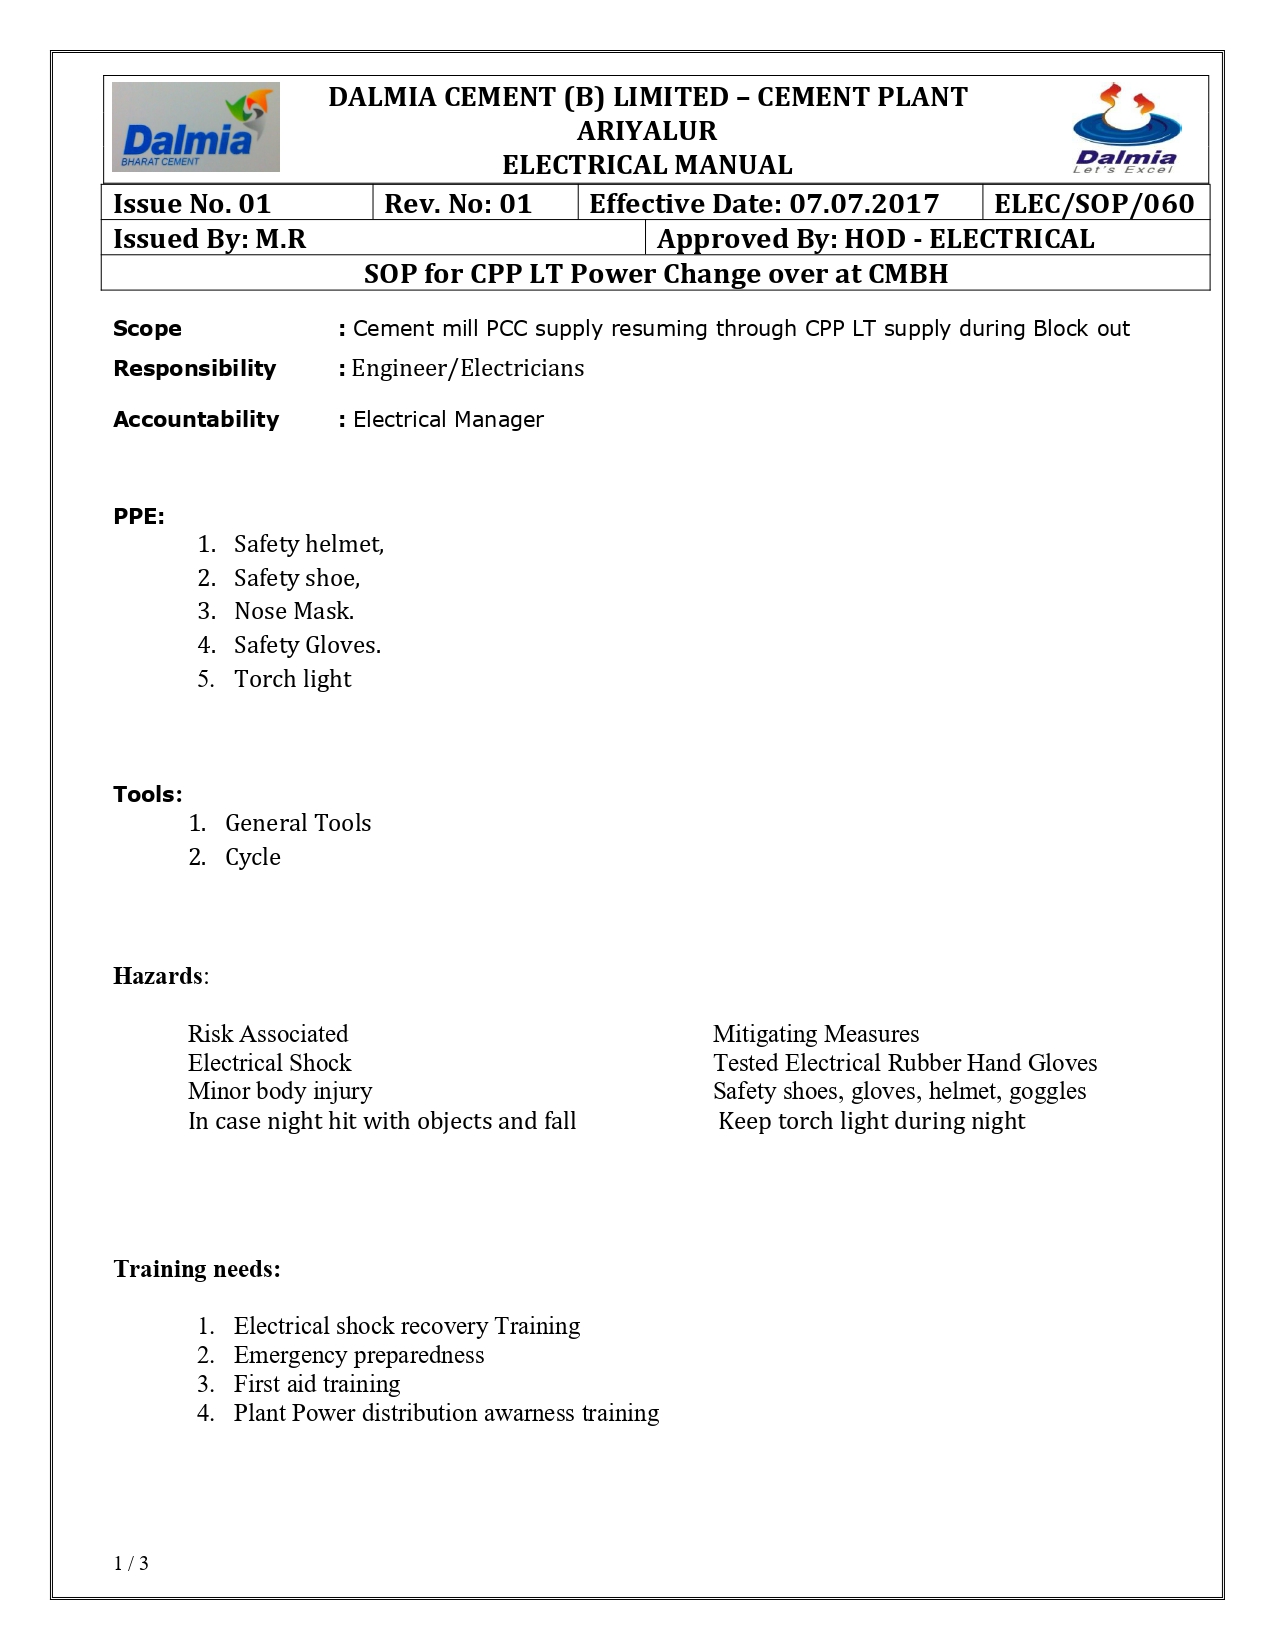 Dalmia
BHARAT CEMENT
DALMIA CEMENT (B) LIMITED – CEMENT PLANT
ARIYALUR
ELECTRICAL MANUAL
Dalmia
Let's Excel
Issue No. 01 Rev. No: 01 Effective Date: 07.07.2017 ELEC/SOP/060
Issued By: M.R Approved By: HOD - ELECTRICAL
SOP for CPP LT Power Change over at CMBH
Scope : Cement mill PCC supply resuming through CPP LT supply during Block out
Responsibility : Engineer/Electricians
Accountability : Electrical Manager
PPE:
1. Safety helmet,
2. Safety shoe,
3. Nose Mask.
4. Safety Gloves.
5. Torch light
Tools:
1. General Tools
2. Cycle
Hazards:
Risk Associated Mitigating Measures
Electrical Shock Tested Electrical Rubber Hand Gloves
Minor body injury Safety shoes, gloves, helmet, goggles
In case night hit with objects and fall Keep torch light during night
Training needs:
1. Electrical shock recovery Training
2. Emergency preparedness
3. First aid training
4. Plant Power distribution awarness training
1 / 3